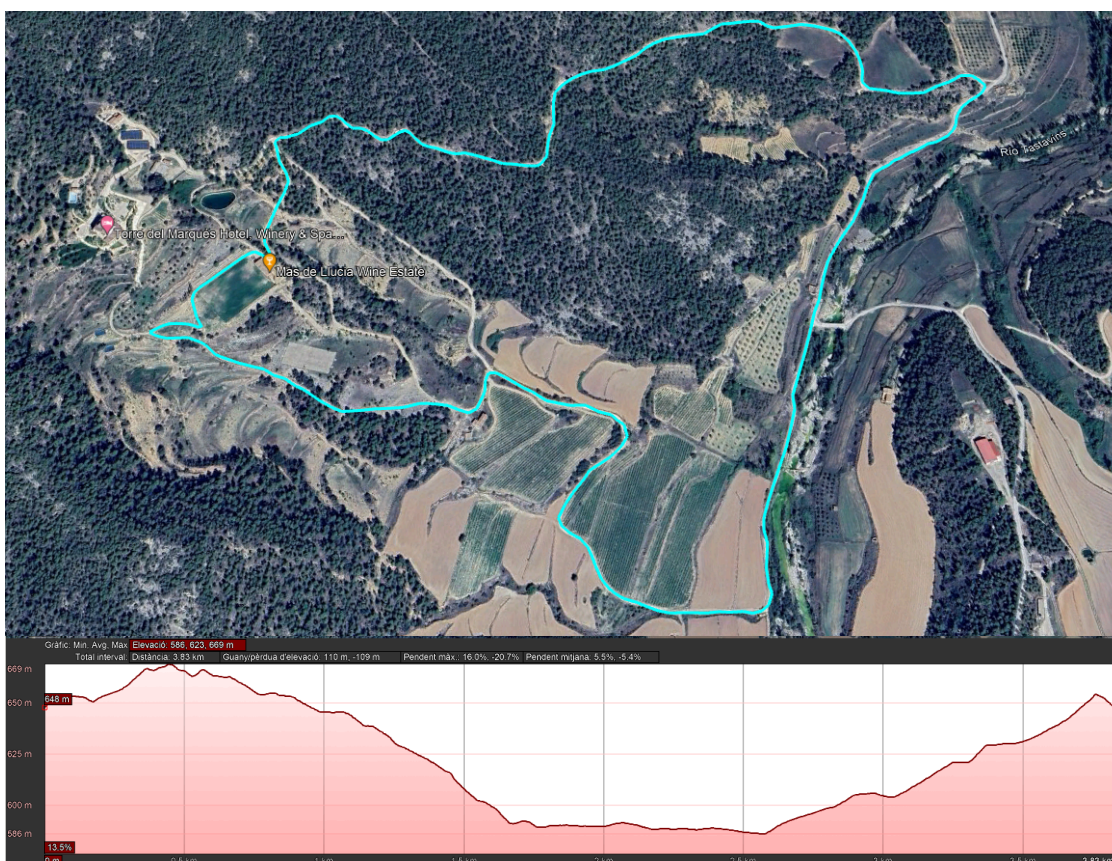 Río Tastavins
Torre del Marqués Hotel, Winery & Spa...
Mas de Llucia Wine Estate
Gràfic: Min. Avg. Max Elevació: 586, 623, 669 m
Total interval: Distància: 3.83 km Guany/pèrdua d'elevació: 110 m, -109 m Pendent màx.: 16.0%, -20.7% Pendent mitjana: 5.5%, -5.4%
669 m
648 m
650 m
625 m
600 m
586 m
13.5%
0 m 0.5 km 1 km 1.5 km 2 km 2.5 km 3 km 3.5 km 3.83 km